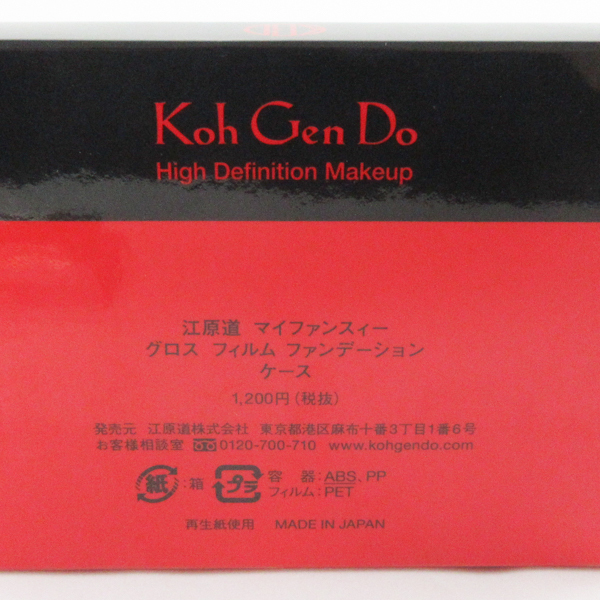 Koh Gen Do
High Definition Makeup
江原道 マイファンスィー
グロス フィルム ファンデーション
ケース
1,200円(税抜)
発売元 江原道株式会社 東京都港区麻布十番3丁目1番6号
お客様相談室 0120-700-710 www.kohgendo.com
紙:箱 プラ 容器:ABS、PP
フィルム:PET
再生紙使用 MADE IN JAPAN